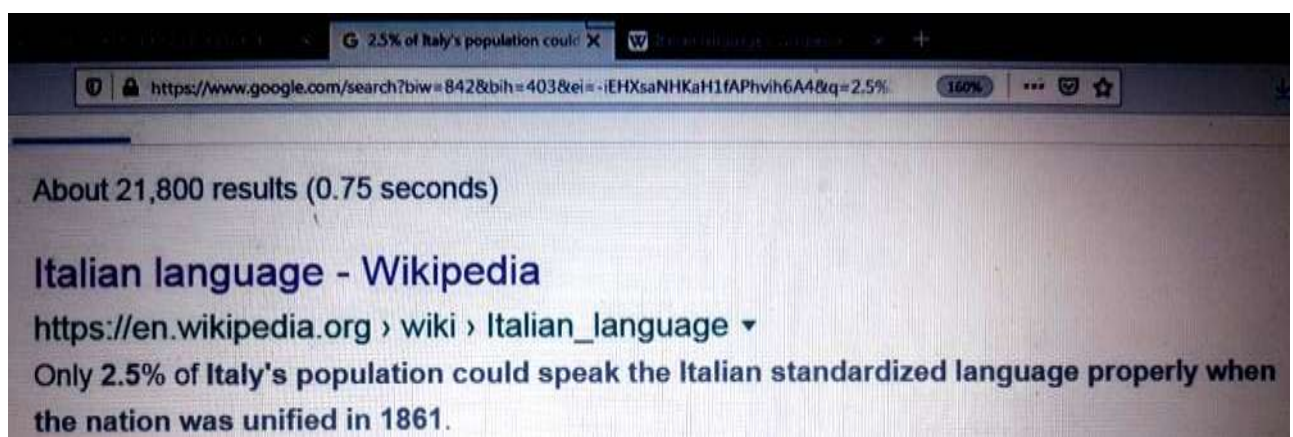 G 2.5% of Italy's population could X W +
https://www.google.com/search?biw=842&bih=403&ei=-iEHXsaNHKaH1fAPhvih6A4&q=2.5% 160% ...
About 21,800 results (0.75 seconds)
Italian language - Wikipedia
https://en.wikipedia.org › wiki › Italian_language
Only 2.5% of Italy's population could speak the Italian standardized language properly when
the nation was unified in 1861.